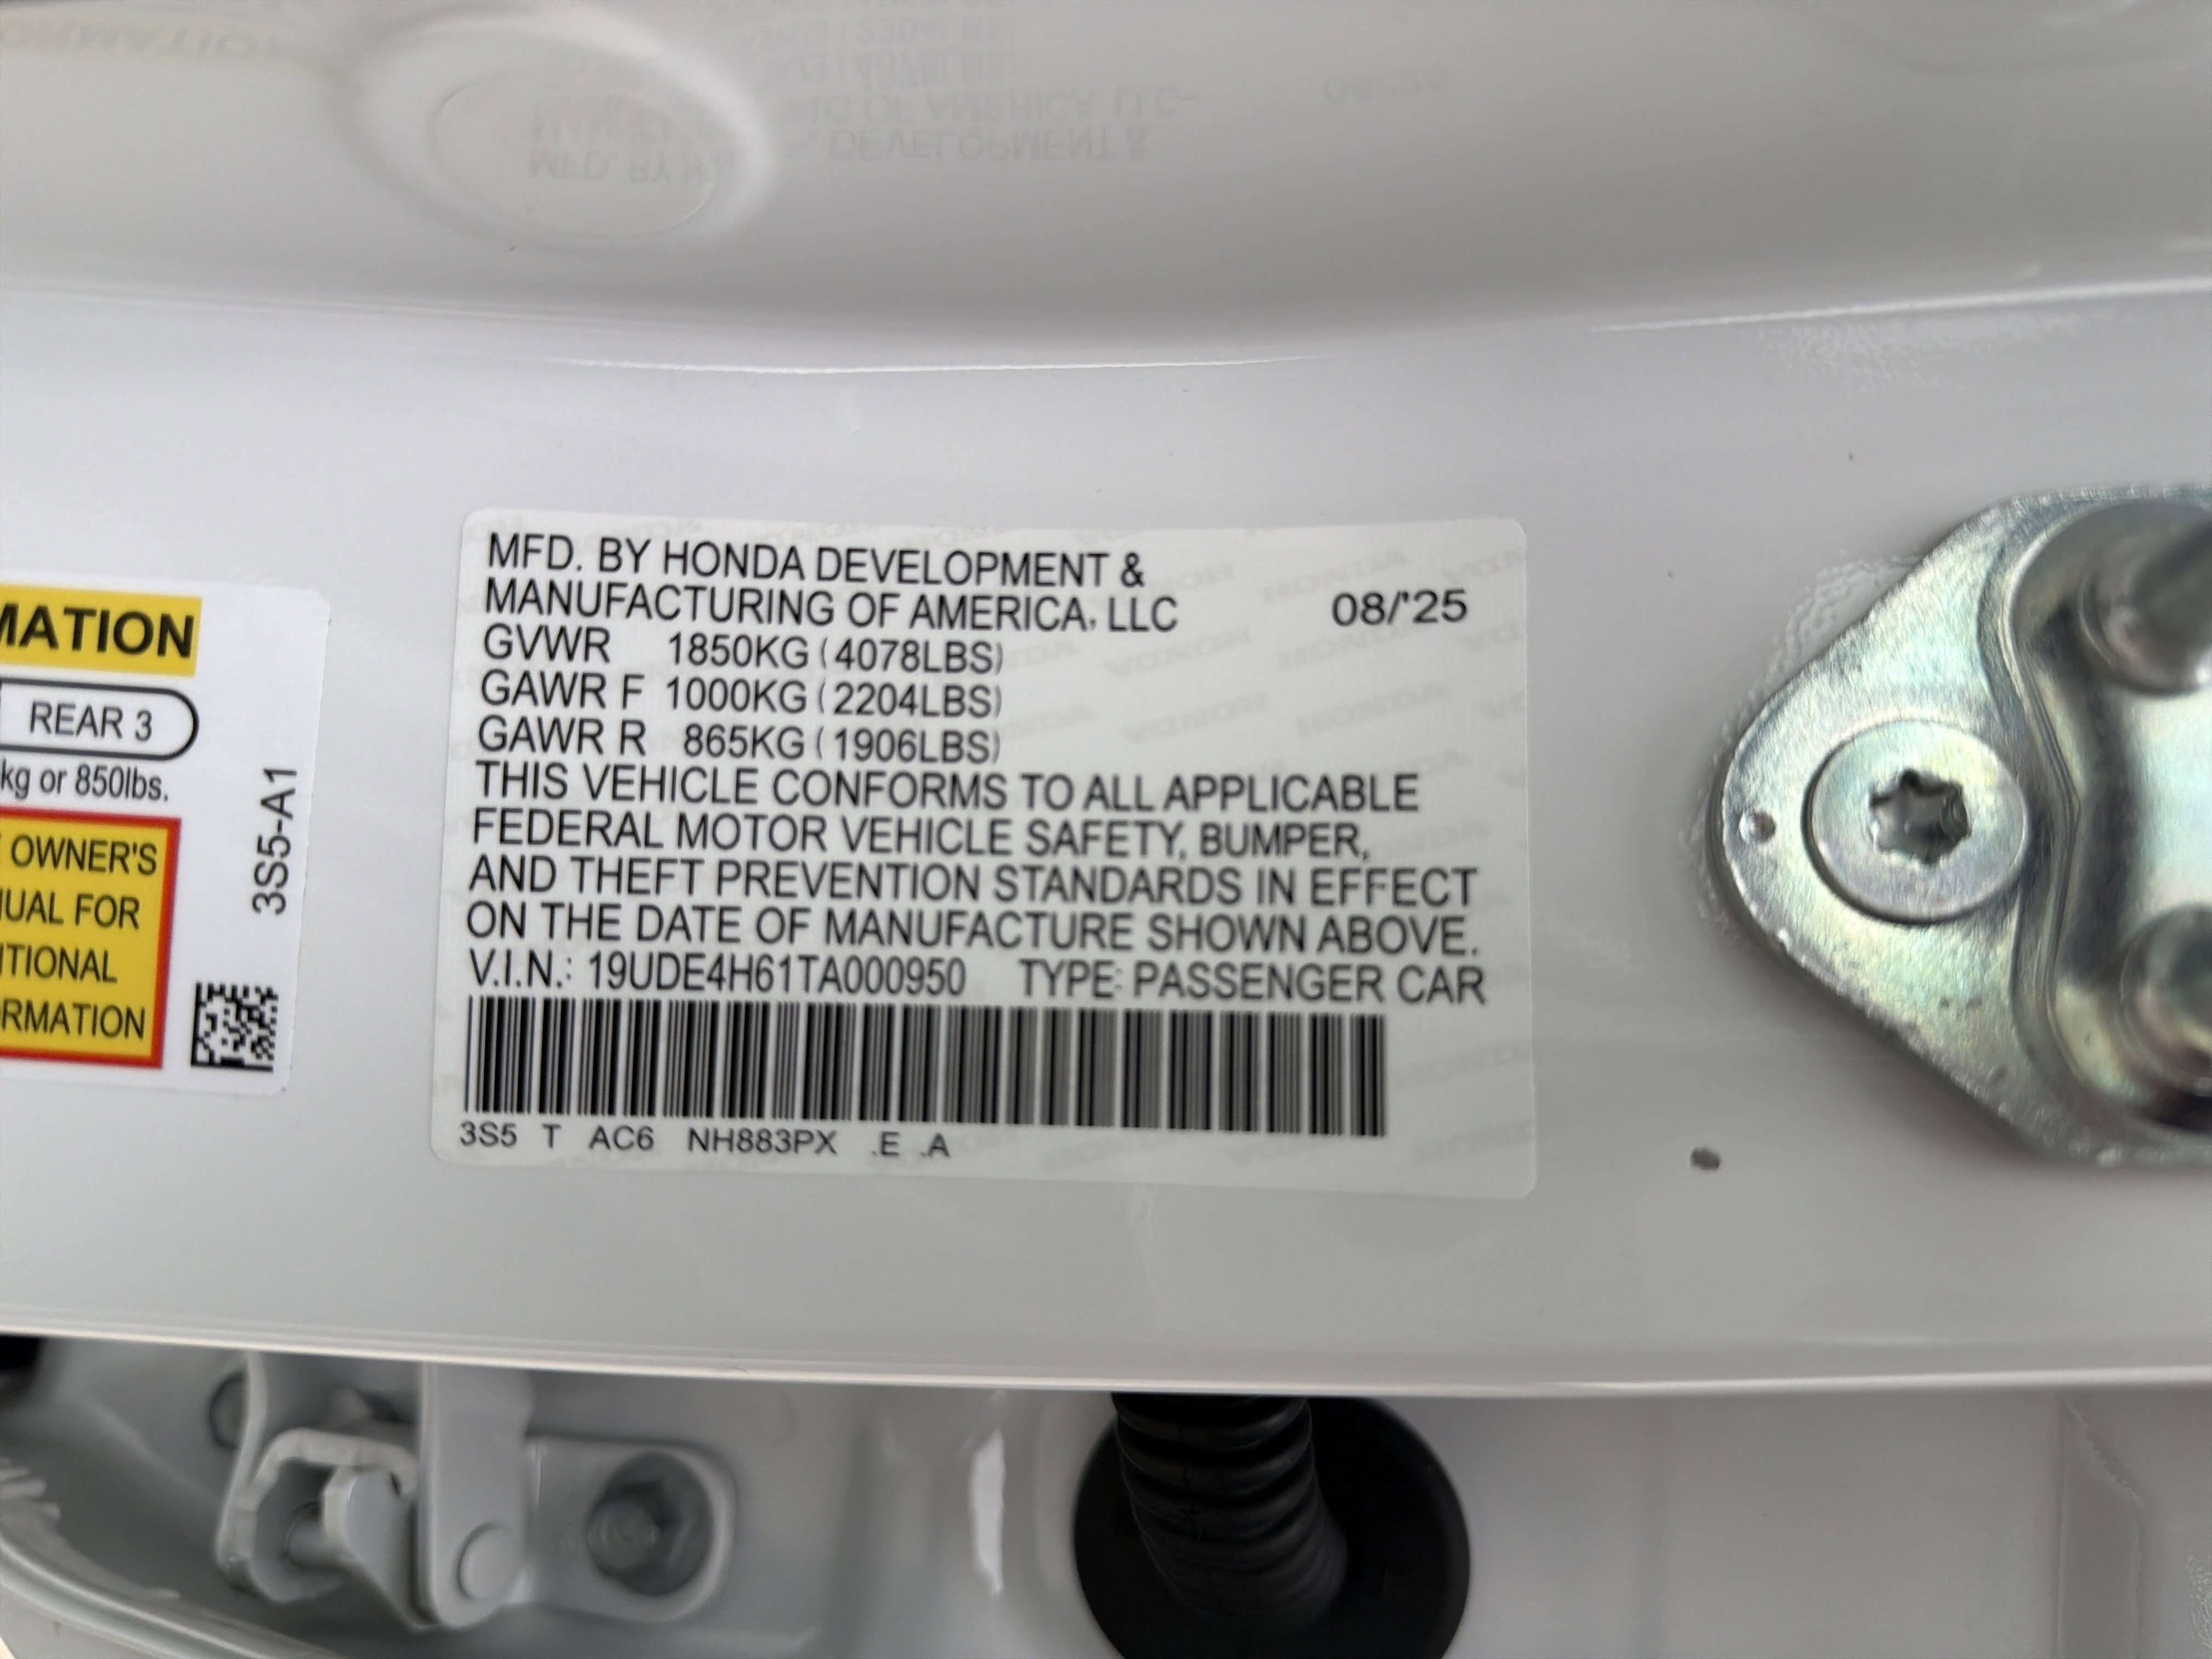 MATION
REAR 3
kg or 850lbs.
OWNER'S
UAL FOR
TIONAL
RMATION
3S5-A1
MFD. BY HONDA DEVELOPMENT &
MANUFACTURING OF AMERICA, LLC 08/'25
GVWR 1850KG (4078LBS)
GAWR F 1000KG (2204LBS)
GAWR R 865KG (1906LBS)
THIS VEHICLE CONFORMS TO ALL APPLICABLE
FEDERAL MOTOR VEHICLE SAFETY, BUMPER,
AND THEFT PREVENTION STANDARDS IN EFFECT
ON THE DATE OF MANUFACTURE SHOWN ABOVE.
V.I.N.: 19UDE4H61TA000950 TYPE: PASSENGER CAR
3S5 T AC6 NH883PX .E .A